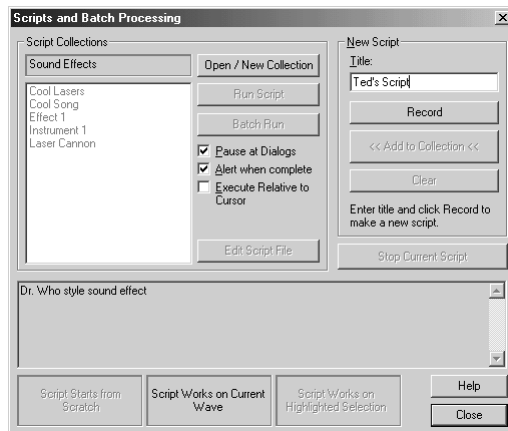 Scripts and Batch Processing
Script Collections
Sound Effects
Open / New Collection
Cool Lasers
Cool Song
Effect 1
Instrument 1
Laser Cannon
Run Script
Batch Run
Pause at Dialogs
Alert when complete
Execute Relative to
Cursor
Edit Script File
New Script
Title:
Ted's Script
Record
<< Add to Collection <<
Clear
Enter title and click Record to
make a new script.
Stop Current Script
Dr. Who style sound effect
Script Starts from
Scratch
Script Works on Current
Wave
Script Works on
Highlighted Selection
Help
Close